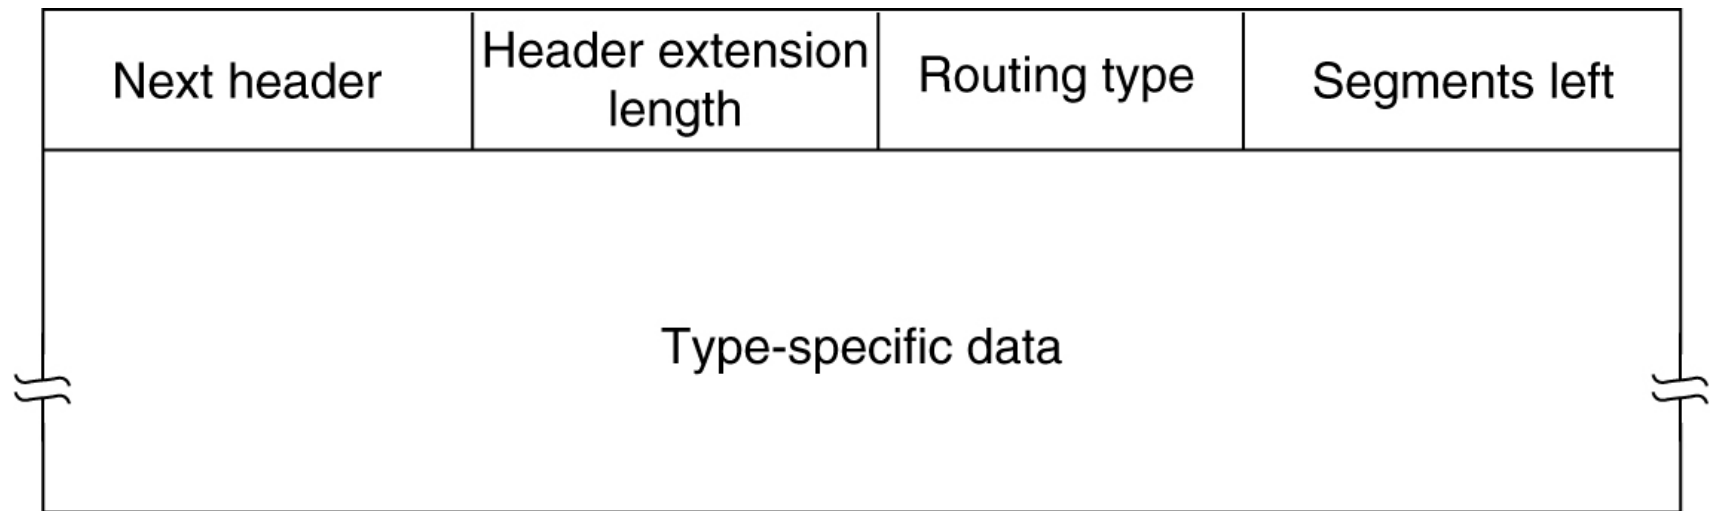 Next header
Header extension
length
Routing type
Segments left
Type-specific data